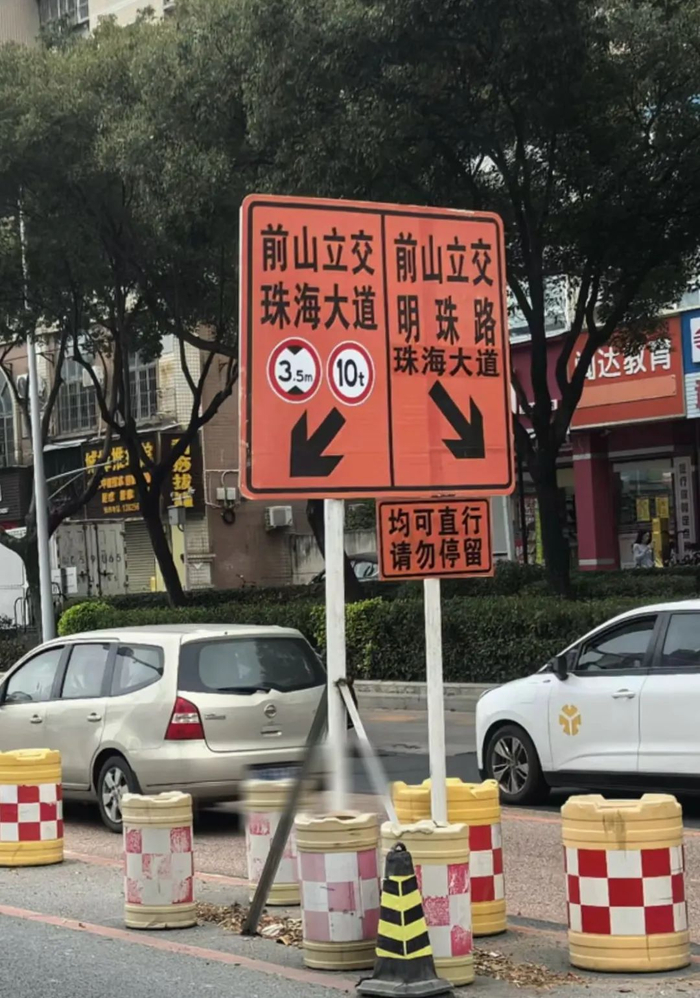 前山立交
珠海大道
3.5m
10t
前山立交
明珠路
珠海大道
均可直行
请勿停留
达教育